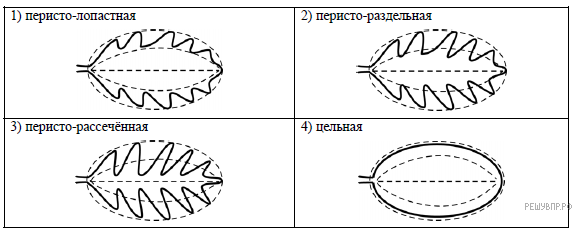 1) перисто-лопастная
2) перисто-раздельная
3) перисто-рассечённая
4) цельная
РЕШУВПР.РФ